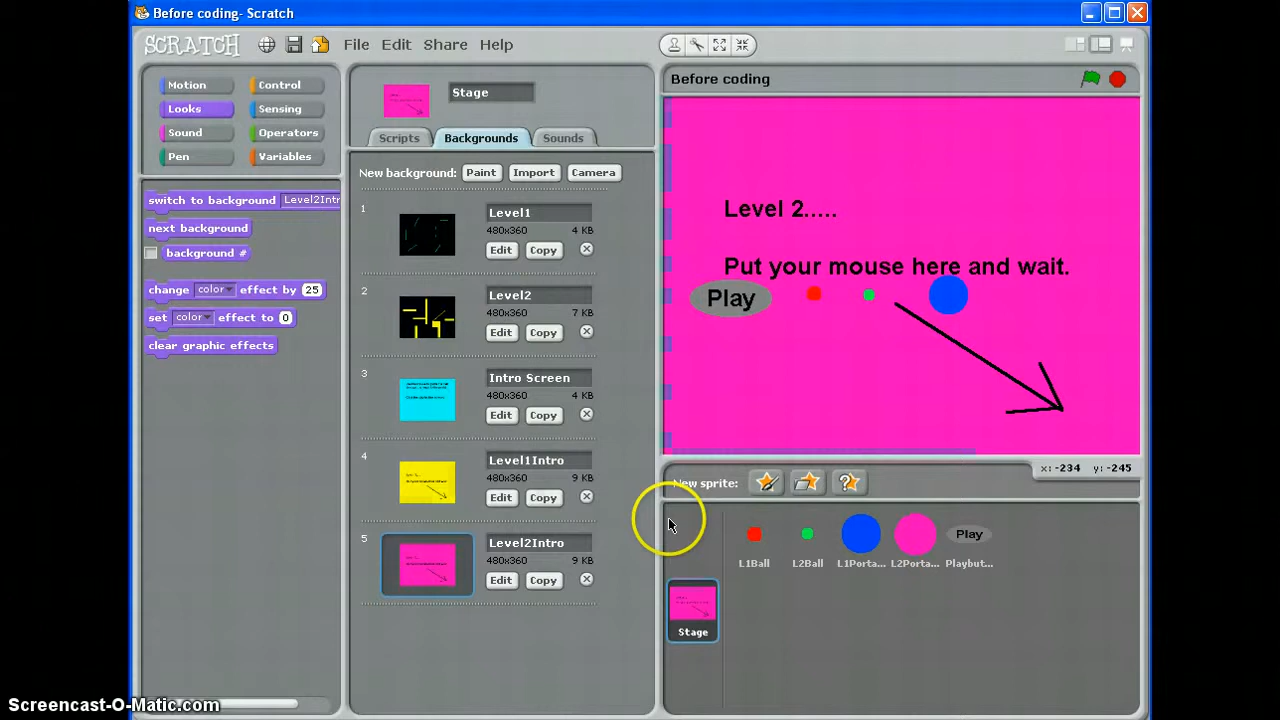 Before coding- Scratch
SCRATCH File Edit Share Help
Motion Control
Looks Sensing
Sound Operators
Pen Variables
switch to background Level2Intr
next background
background #
change color effect by 25
set color effect to 0
clear graphic effects
Stage
Scripts Backgrounds Sounds
New background: Paint Import Camera
1 Level1
480x360 4 KB
Edit Copy
2 Level2
480x360 7 KB
Edit Copy
3 Intro Screen
480x360 4 KB
Edit Copy
4 Level1Intro
480x360 9 KB
Edit Copy
5 Level2Intro
480x360 9 KB
Edit Copy
Before coding
Level 2.....
Put your mouse here and wait.
Play
x: -234 y: -245
New sprite:
L1Ball L2Ball L1Porta... L2Porta... Playbut...
Play
Stage
Screencast-O-Matic.com